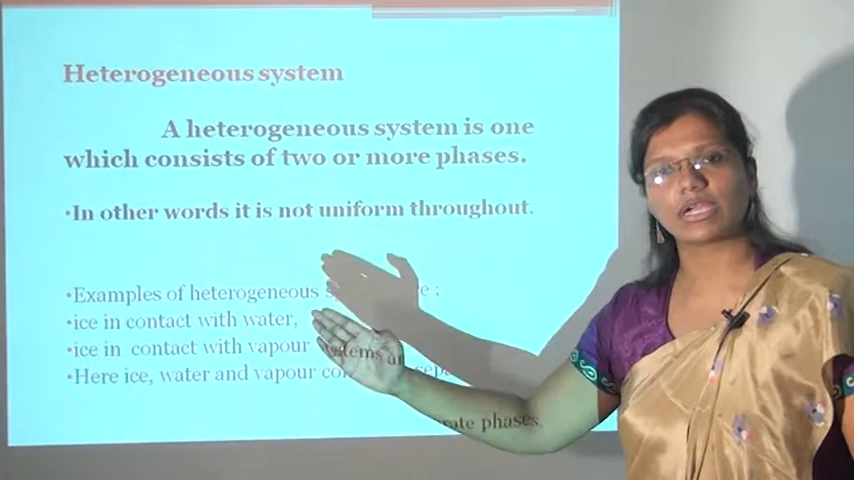 Heterogeneous system
A heterogeneous system is one
which consists of two or more phases.
•In other words it is not uniform throughout.
•Examples of heterogeneous :
•ice in contact with water,
•ice in contact with vapour
•Here ice, water and vapour
phases.